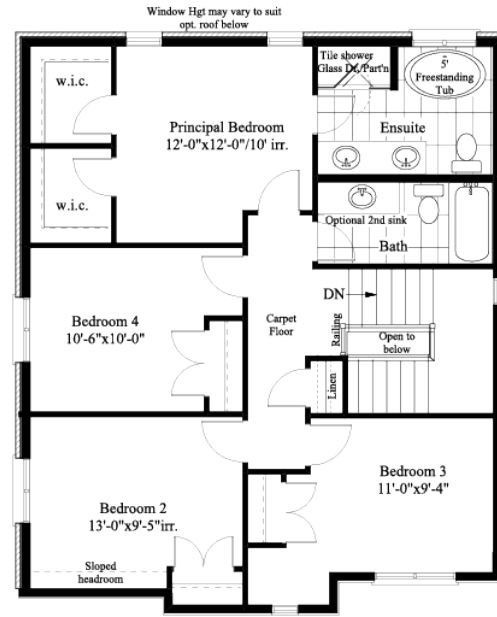 Window Hgt may vary to suit
opt. roof below
Tile shower
Glass Dr./Part'n
5'
Freestanding
Tub
w.i.c.
Principal Bedroom
12'-0"x12'-0"/10' irr.
Ensuite
w.i.c.
Optional 2nd sink
Bath
DN
Bedroom 4
10'-6"x10'-0"
Carpet
Floor
Railing
Open to
below
Linen
Bedroom 3
11'-0"x9'-4"
Bedroom 2
13'-0"x9'-5"irr.
Sloped
headroom